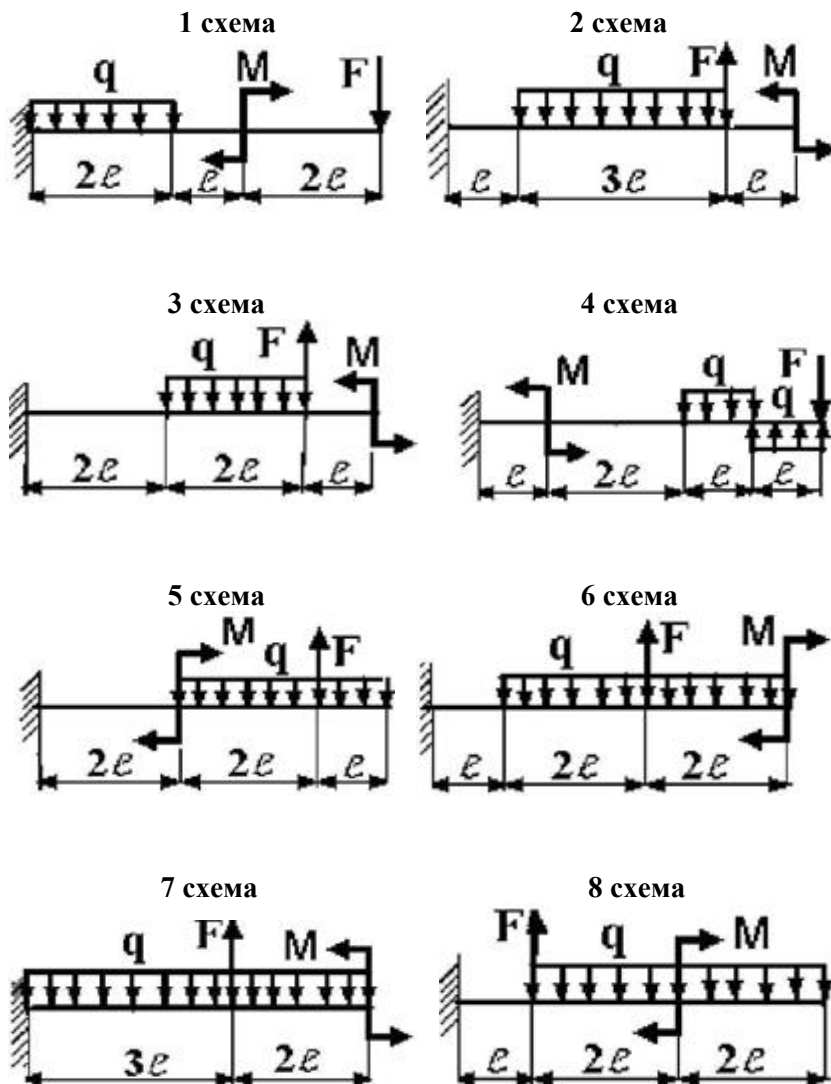 1 схема
q M F
2ℓ ℓ 2ℓ
2 схема
q F M
ℓ 3ℓ ℓ
3 схема
q F M
2ℓ 2ℓ ℓ
4 схема
M q F
q
ℓ 2ℓ ℓ ℓ
5 схема
M q F
2ℓ 2ℓ ℓ
6 схема
q F M
ℓ 2ℓ 2ℓ
7 схема
q F M
3ℓ 2ℓ
8 схема
F q M
ℓ 2ℓ 2ℓ